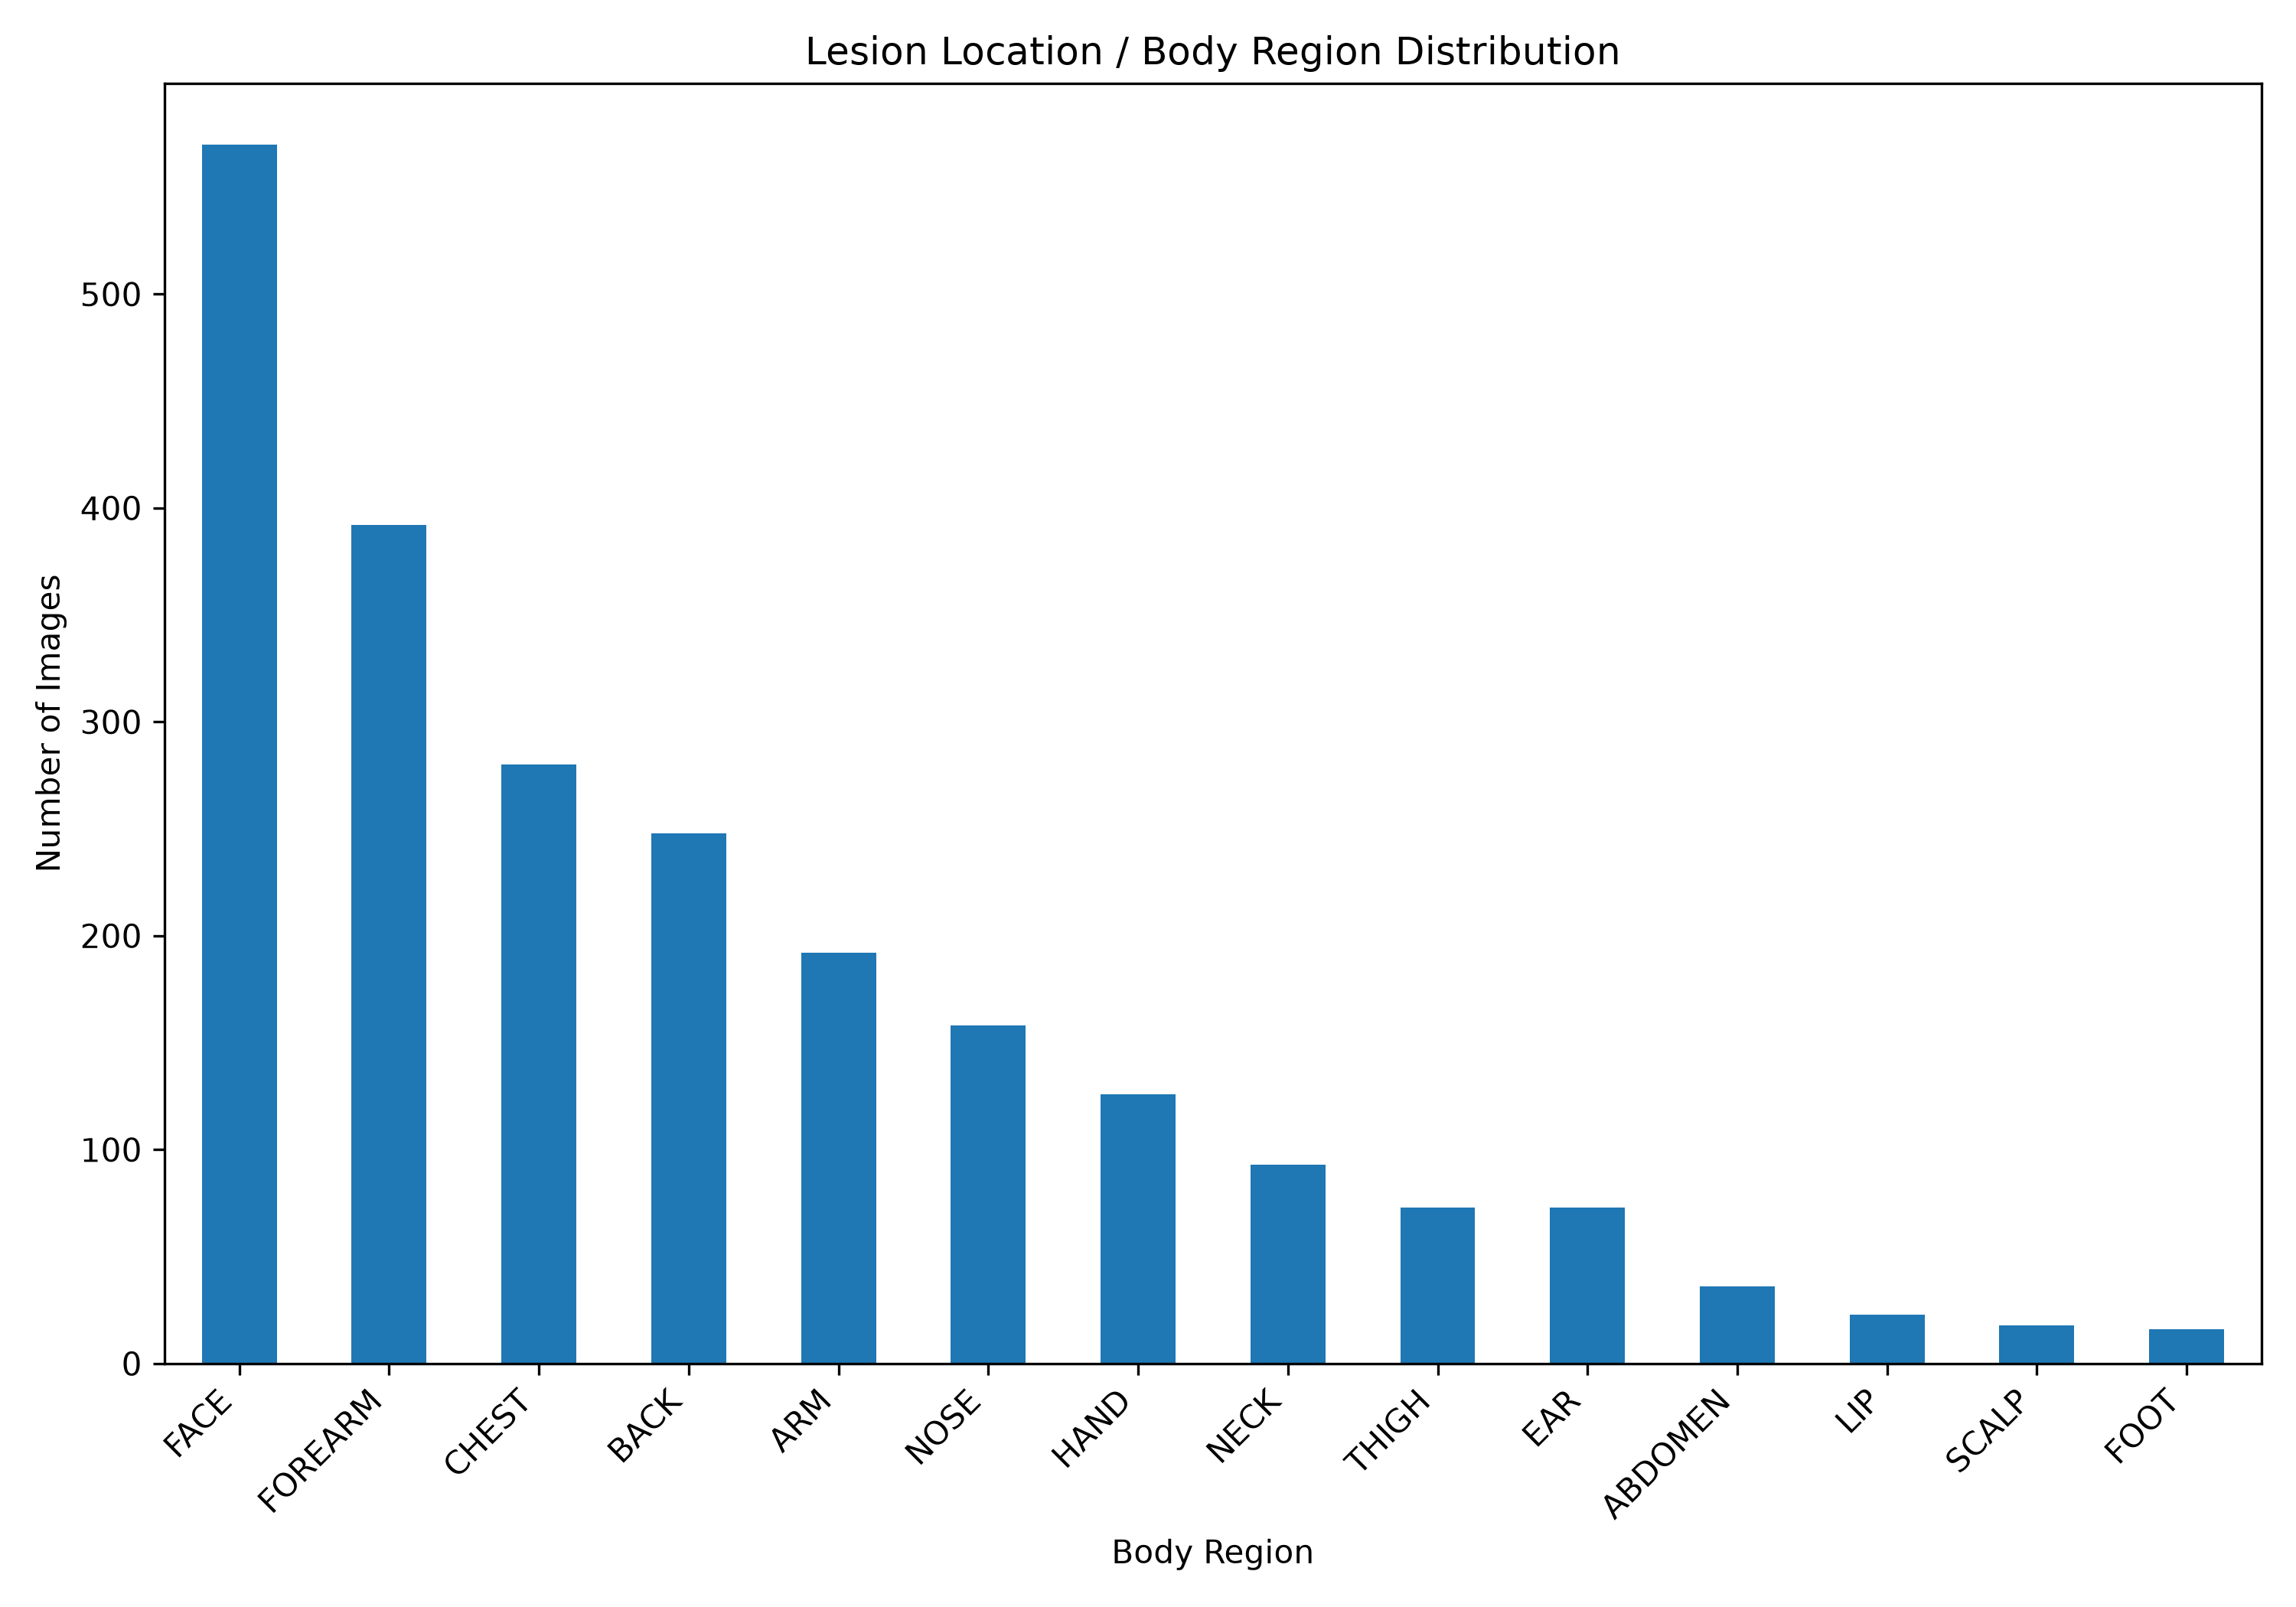 Lesion Location / Body Region Distribution
Number of Images
500
400
300
200
100
0
FACE
FOREARM
CHEST
BACK
ARM
NOSE
HAND
NECK
THIGH
EAR
ABDOMEN
LIP
SCALP
FOOT
Body Region